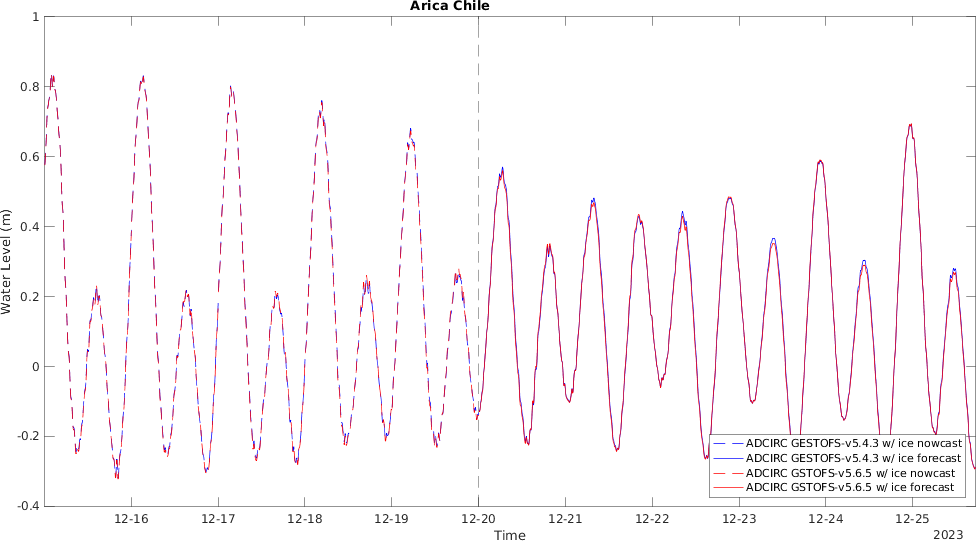 Arica Chile
Water Level (m)
1
0.8
0.6
0.4
0.2
0
-0.2
-0.4
ADCIRC GESTOFS-v5.4.3 w/ ice nowcast
ADCIRC GESTOFS-v5.4.3 w/ ice forecast
ADCIRC GSTOFS-v5.6.5 w/ ice nowcast
ADCIRC GSTOFS-v5.6.5 w/ ice forecast
12-16 12-17 12-18 12-19 12-20 12-21 12-22 12-23 12-24 12-25
Time
2023